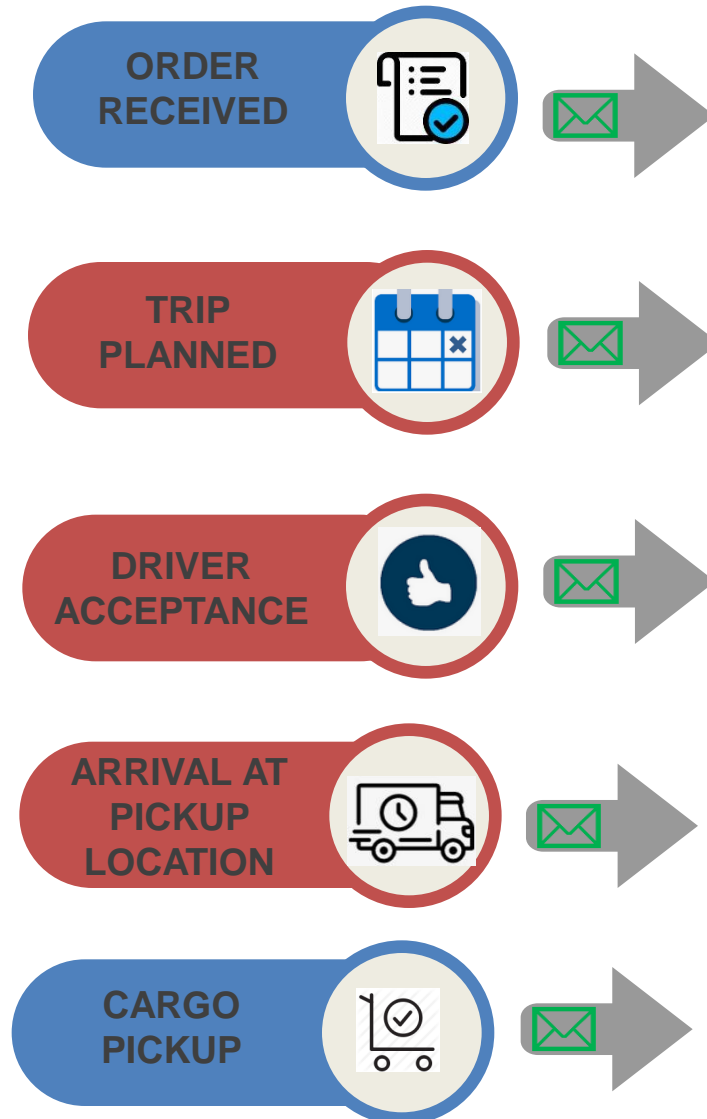 ORDER
RECEIVED
TRIP
PLANNED
DRIVER
ACCEPTANCE
ARRIVAL AT
PICKUP
LOCATION
CARGO
PICKUP